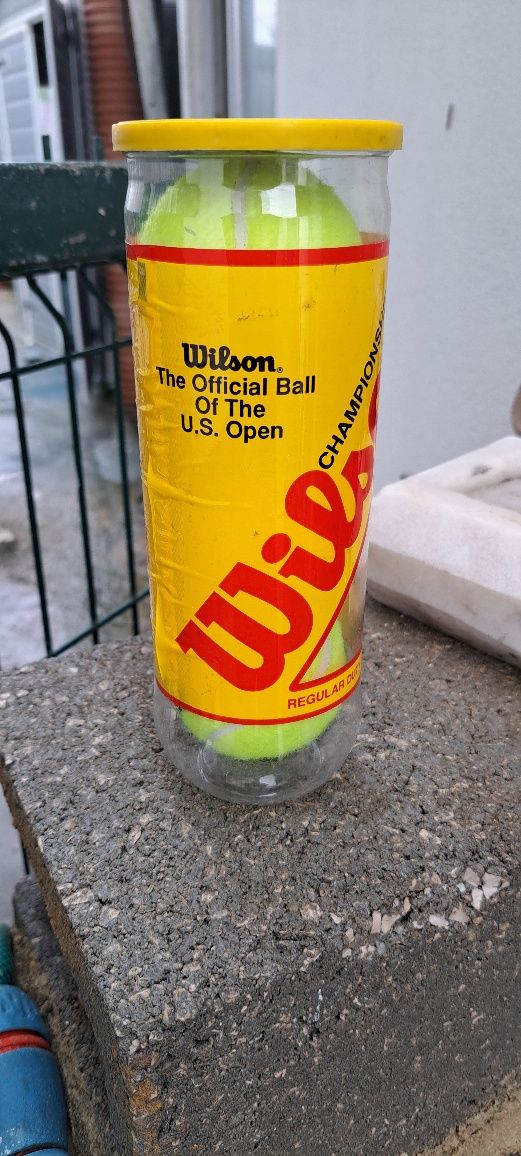 Wilson®
The Official Ball
Of The
U.S. Open
CHAMPIONSHIP
Wilson
REGULAR DUTY